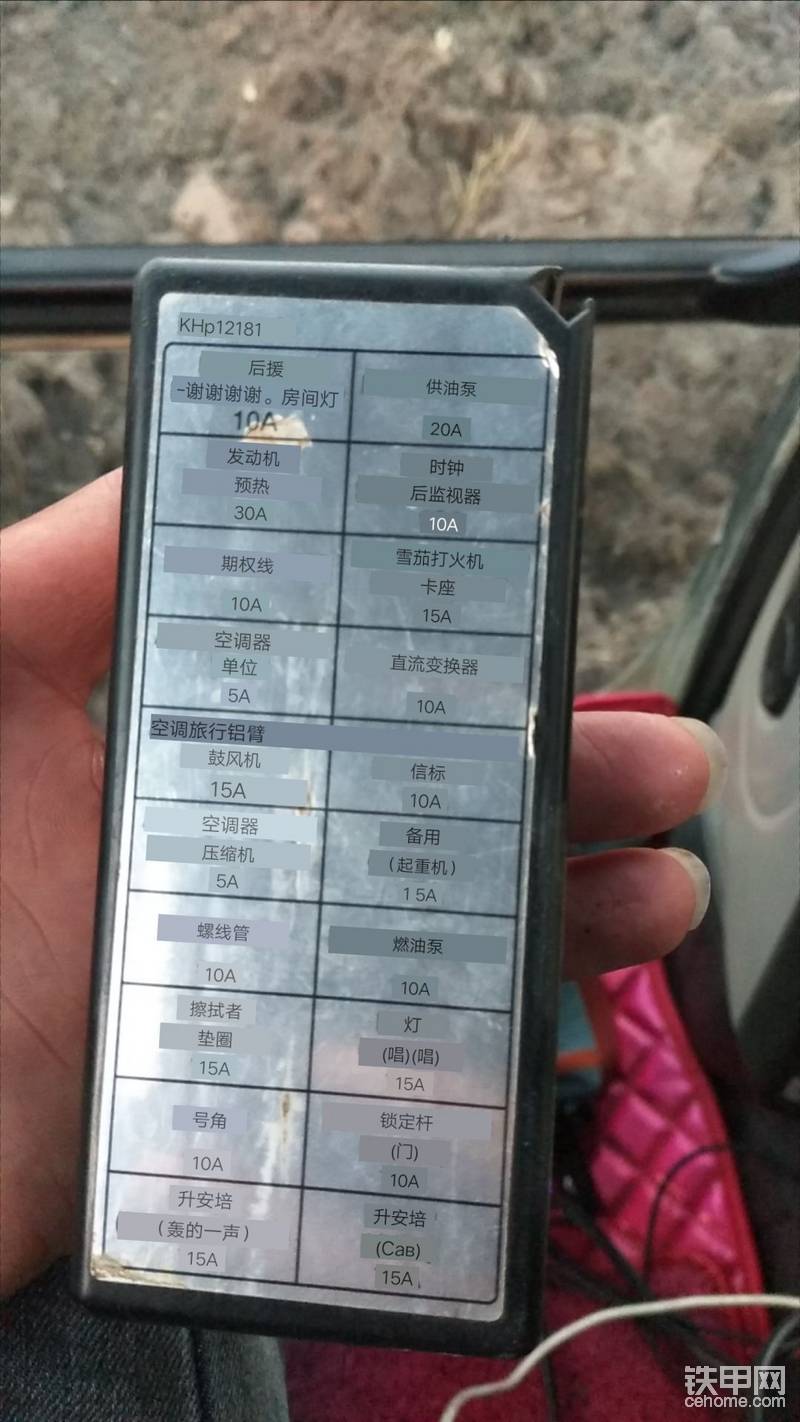 KHp12181
后援
-谢谢谢谢。房间灯
10A
供油泵
20A
发动机
预热
30A
时钟
后监视器
10A
期权线
10A
雪茄打火机
卡座
15A
空调器
单位
5A
直流变换器
10A
空调旅行铝臂
鼓风机
15A
信标
10A
空调器
压缩机
5A
备用
（起重机）
1 5A
螺线管
10A
燃油泵
10A
擦拭者
垫圈
15A
灯
(唱)(唱)
15A
号角
10A
锁定杆
(门)
10A
升安培
（轰的一声）
15A
升安培
(Cав)
15A
铁甲网
cehome.com